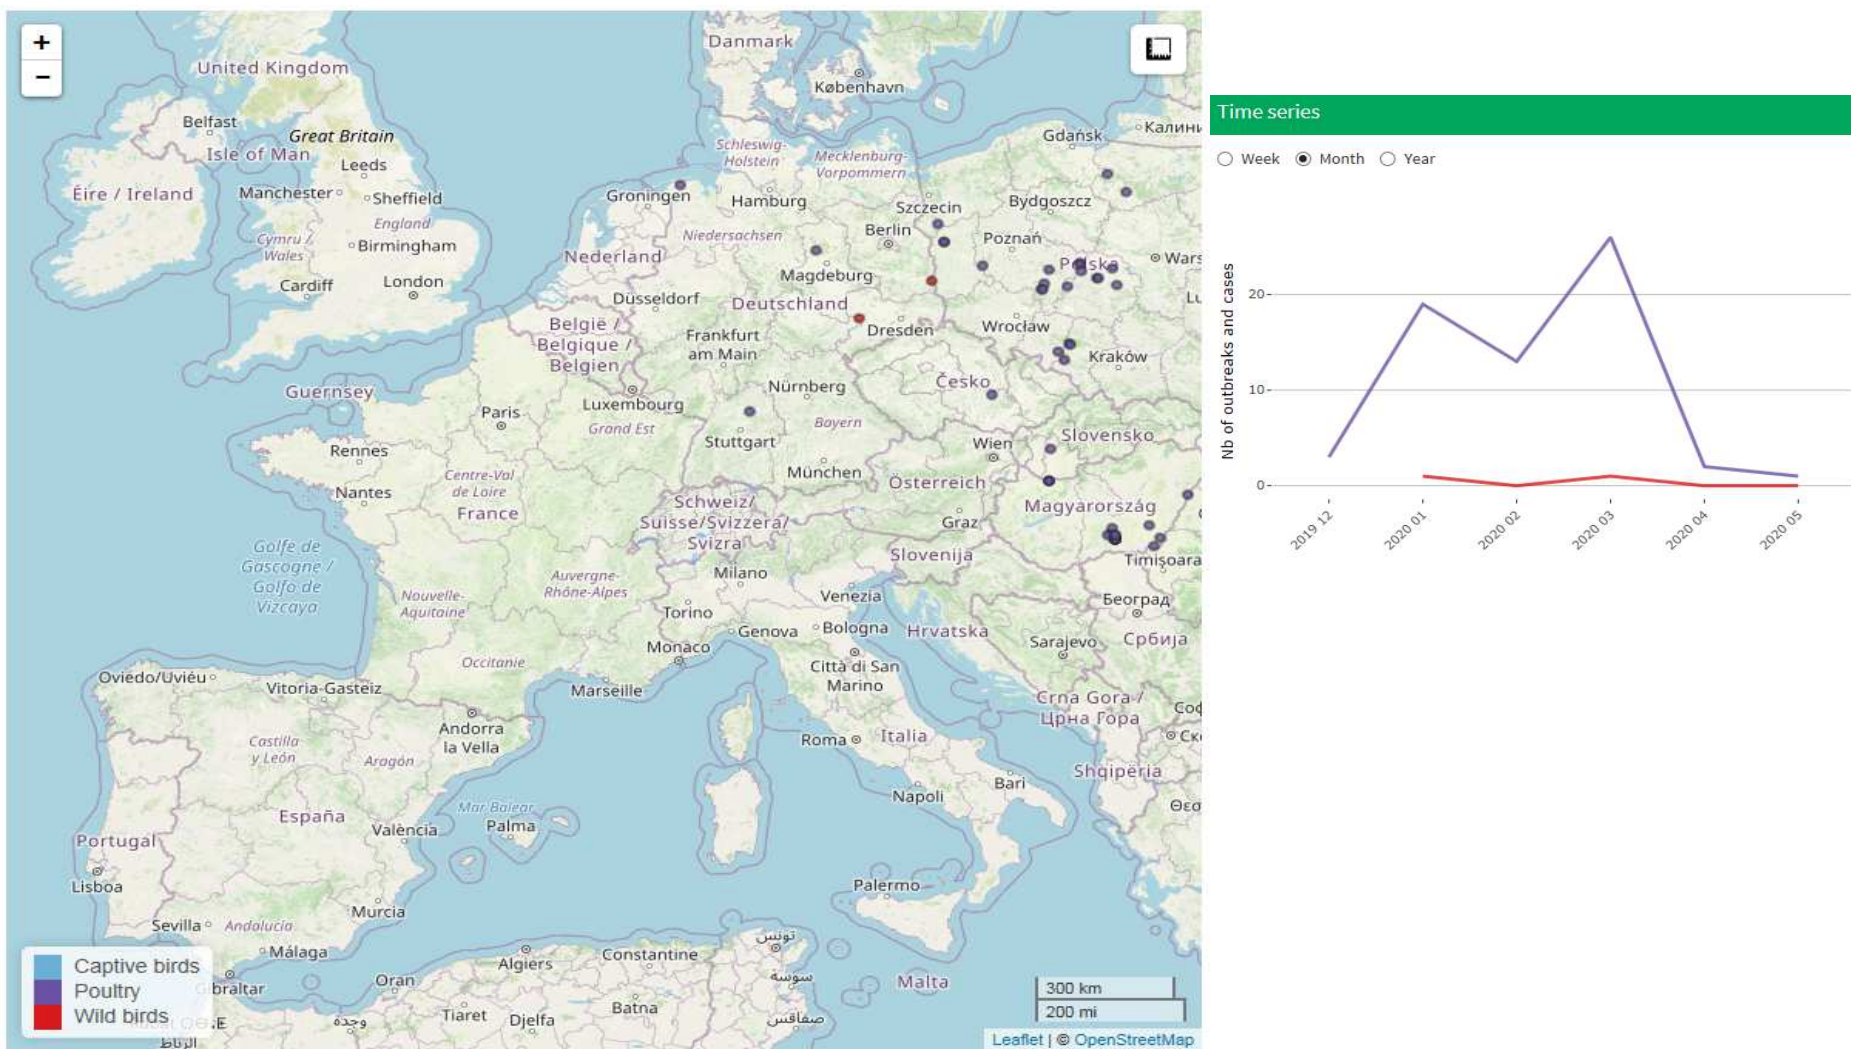 +
−
Danmark
København
United Kingdom
Belfast
Great Britain
Isle of Man
Leeds
Éire / Ireland
Manchester
Sheffield
England
Cymru /
Wales
Birmingham
Cardiff
London
Gdańsk
Калини
Schleswig-
Holstein
Mecklenburg-
Vorpommern
Groningen
Hamburg
Szczecin
Bydgoszcz
Niedersachsen
Berlin
Poznań
Nederland
Magdeburg
Polska
Wars
Düsseldorf
Deutschland
Lu
België /
Belgique /
Belgien
Frankfurt
am Main
Dresden
Wrocław
Kraków
Guernsey
Luxembourg
Nürnberg
Česko
Paris
Grand Est
Stuttgart
Bayern
Wien
Slovensko
Rennes
München
Österreich
Nantes
Centre-Val
de Loire
France
Schweiz/
Suisse/Svizzera/
Svizra
Magyarország
Graz
Golfe de
Gascogne /
Golfo de
Vizcaya
Slovenija
Timișoara
Milano
Auvergne-
Rhône-Alpes
Nouvelle-
Aquitaine
Venezia
Београд
Torino
Genova
Bologna
Hrvatska
Sarajevo
Србија
Monaco
Occitanie
Città di San
Marino
Oviedo/Uviéu
Vitoria-Gasteiz
Marseille
Crna Gora /
Црна Гора
Соф
Andorra
la Vella
Roma
Italia
Ск
Castilla
y León
Aragón
Shqipëria
Bari
Napoli
Θεσ
Mar Balear
España
València
Palma
Portugal
Lisboa
Palermo
Murcia
Sevilla
Andalucía
Málaga
تونس
Constantine
Algiers
Captive birds
Poultry
Wild birds
Gibraltar
Oran
سوسة
Malta
300 km
200 mi
Batna
Tiaret
Djelfa
وجدة
صفاقس
الرباط
Leaflet | © OpenStreetMap
Time series
Week Month Year
Nb of outbreaks and cases
20
10
0
2019 12
2020 01
2020 02
2020 03
2020 04
2020 05